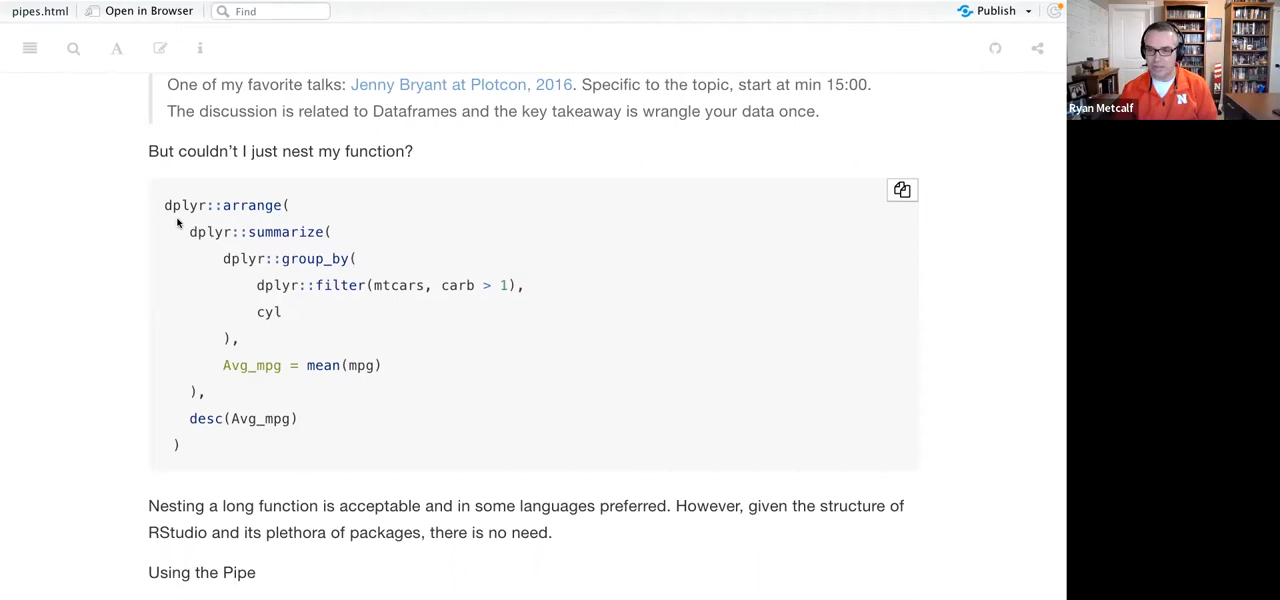 pipes.html Open in Browser Find Publish
One of my favorite talks: Jenny Bryant at Plotcon, 2016. Specific to the topic, start at min 15:00.
The discussion is related to Dataframes and the key takeaway is wrangle your data once.
But couldn't I just nest my function?
dplyr::arrange(
dplyr::summarize(
dplyr::group_by(
dplyr::filter(mtcars, carb > 1),
cyl
),
Avg_mpg = mean(mpg)
),
desc(Avg_mpg)
)
Nesting a long function is acceptable and in some languages preferred. However, given the structure of
RStudio and its plethora of packages, there is no need.
Using the Pipe
Ryan Metcalf
N